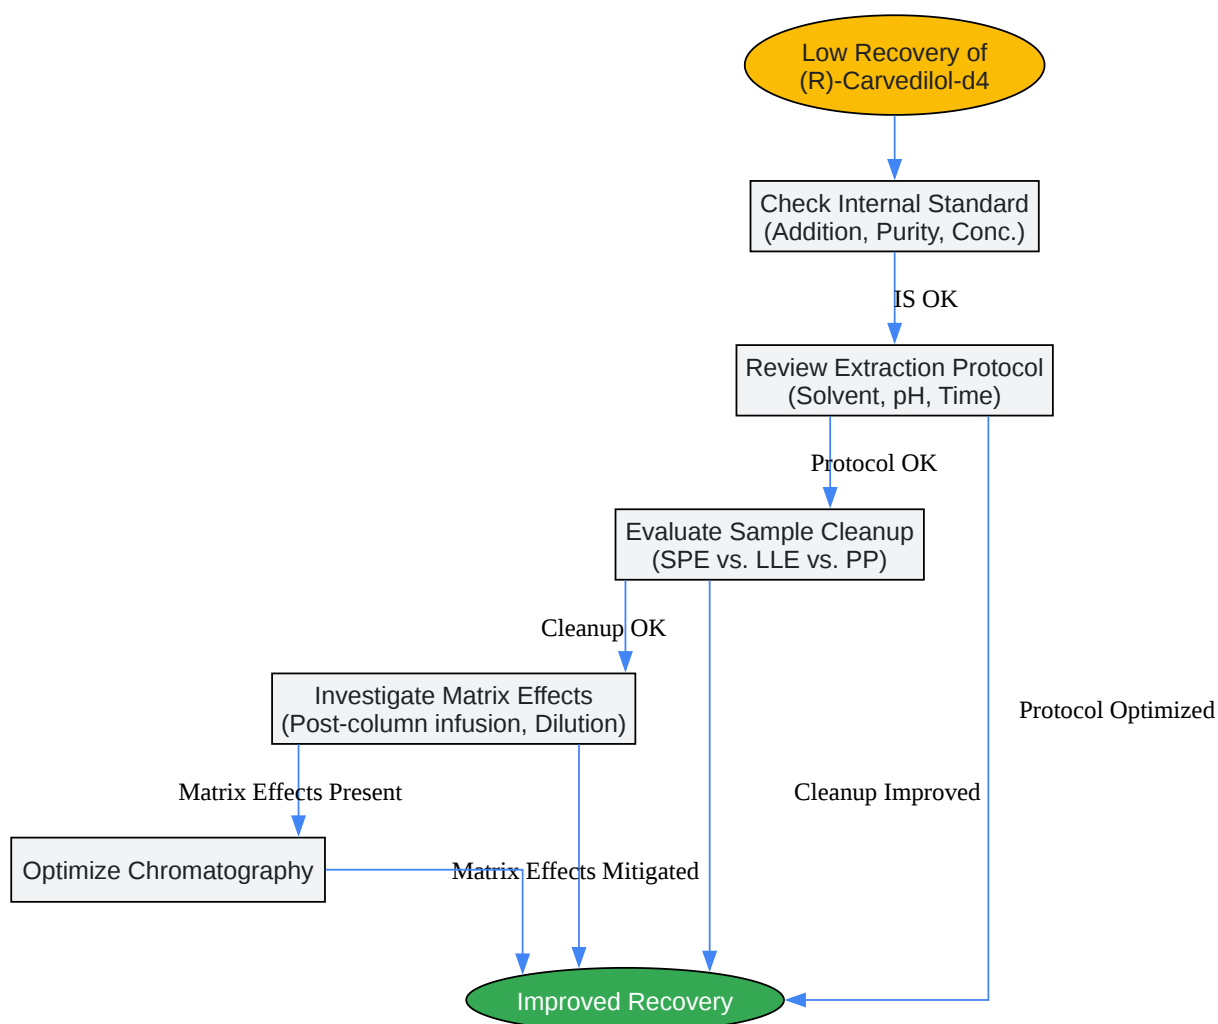 Low Recovery of
(R)-Carvedilol-d4
Check Internal Standard
(Addition, Purity, Conc.)
IS OK
Review Extraction Protocol
(Solvent, pH, Time)
Protocol OK
Evaluate Sample Cleanup
(SPE vs. LLE vs. PP)
Cleanup OK
Investigate Matrix Effects
(Post-column infusion, Dilution)
Protocol Optimized
Matrix Effects Present
Cleanup Improved
Optimize Chromatography
Matrix Effects Mitigated
Improved Recovery